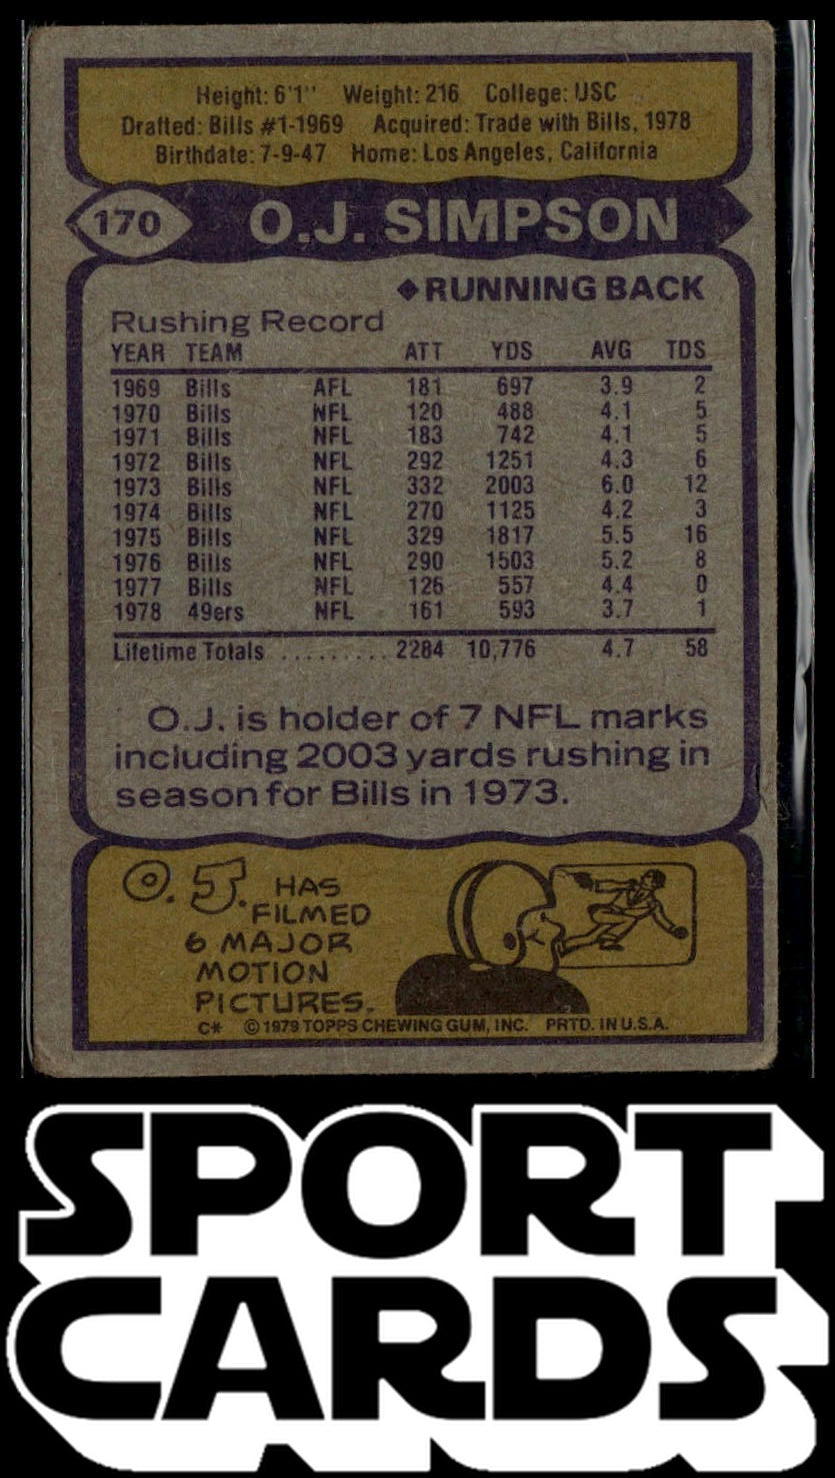 Height: 6'1" Weight: 216 College: USC
Drafted: Bills #1-1969 Acquired: Trade with Bills, 1978
Birthdate: 7-9-47 Home: Los Angeles, California
170 O.J. SIMPSON
◆RUNNING BACK
Rushing Record
YEAR TEAM ATT YDS AVG TDS
1969 Bills AFL 181 697 3.9 2
1970 Bills NFL 120 488 4.1 5
1971 Bills NFL 183 742 4.1 5
1972 Bills NFL 292 1251 4.3 6
1973 Bills NFL 332 2003 6.0 12
1974 Bills NFL 270 1125 4.2 3
1975 Bills NFL 329 1817 5.5 16
1976 Bills NFL 290 1503 5.2 8
1977 Bills NFL 126 557 4.4 0
1978 49ers NFL 161 593 3.7 1
Lifetime Totals ......... 2284 10,776 4.7 58
O.J. is holder of 7 NFL marks
including 2003 yards rushing in
season for Bills in 1973.
O.J. HAS
FILMED
6 MAJOR
MOTION
PICTURES.
C* © 1979 TOPPS CHEWING GUM, INC. PRTD. IN U.S.A.
SPORT
CARDS